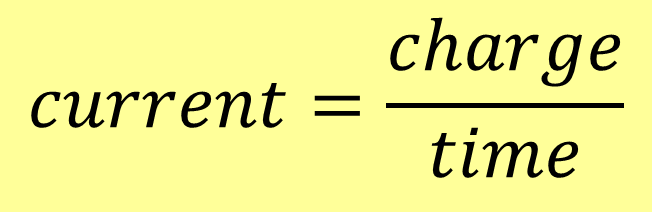 current = charge / time